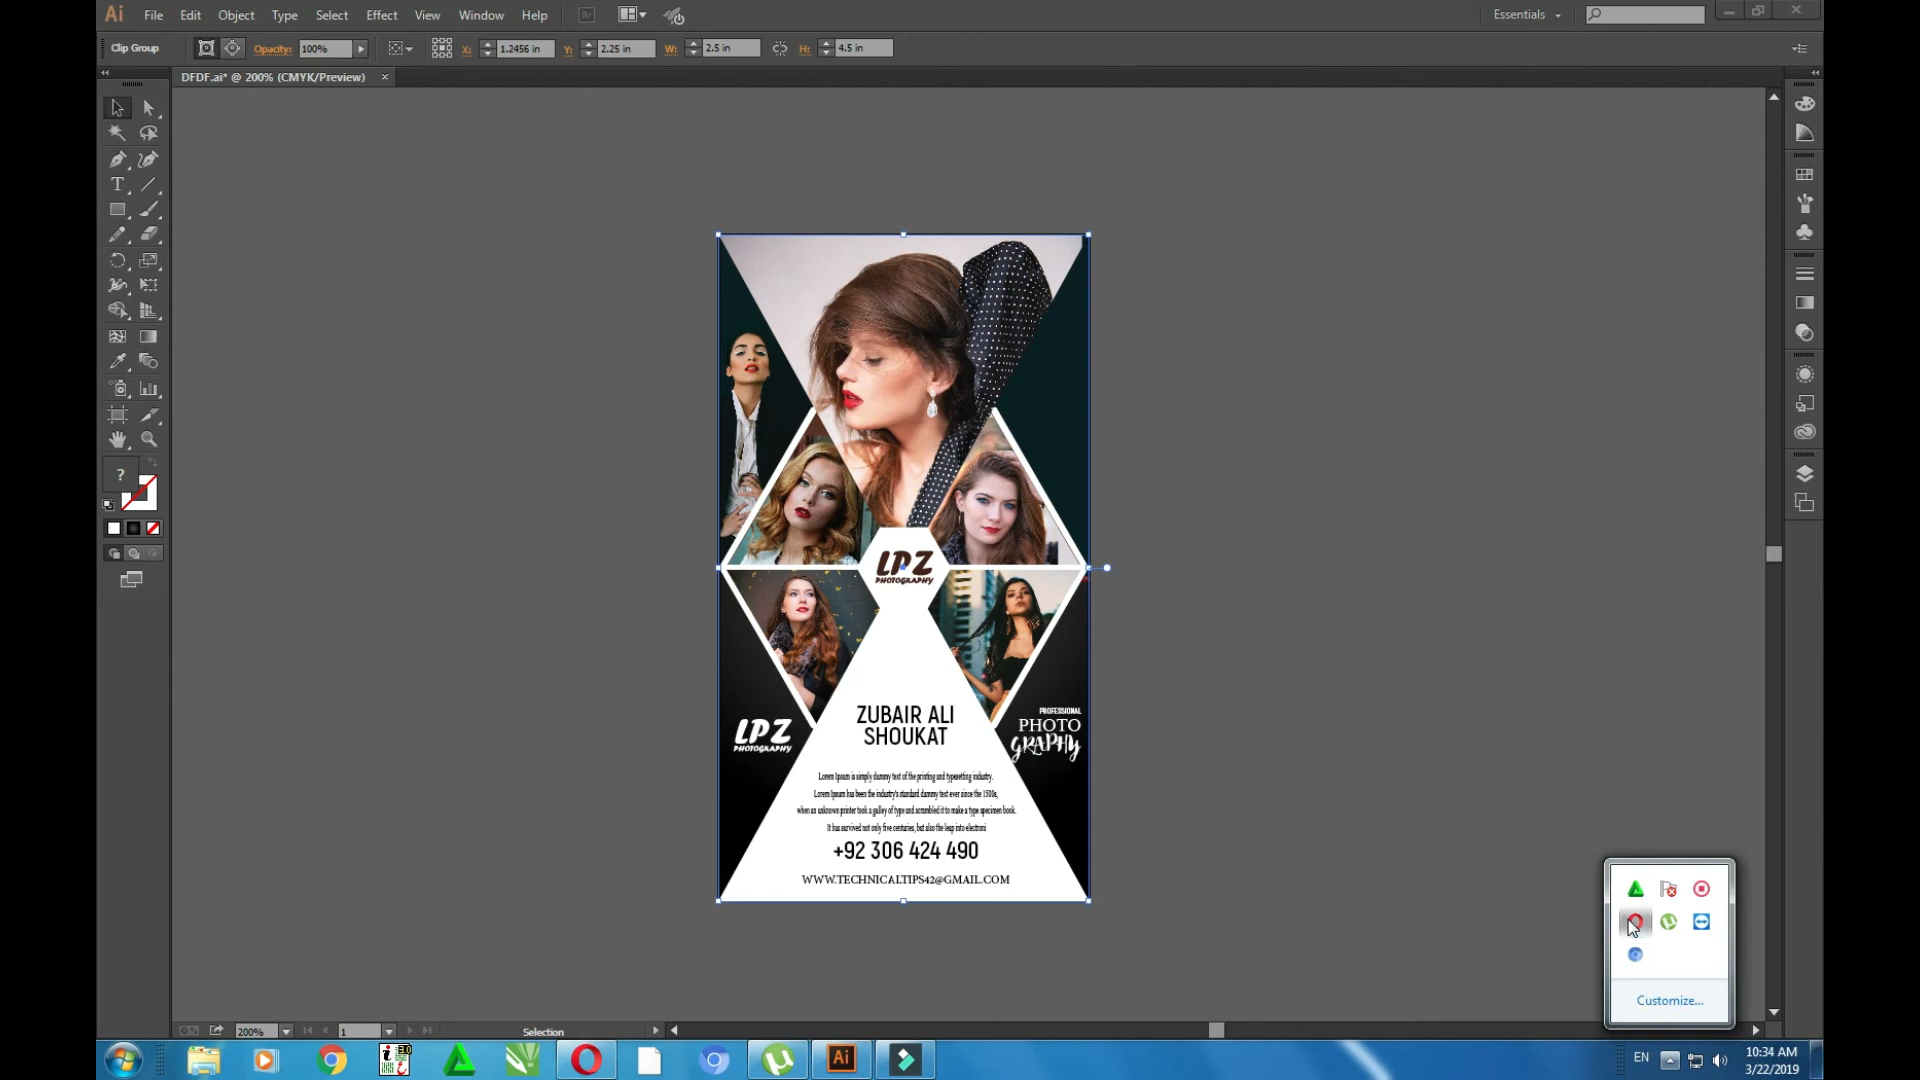 Ai File Edit Object Type Select Effect View Window Help Br Essentials
Clip Group Opacity: 100% X: 1.2456 in Y: 2.25 in W: 2.5 in H: 4.5 in
DFDF.ai* @ 200% (CMYK/Preview)
LPZ
PHOTOGRAPHY
LPZ
PHOTOGRAPHY
ZUBAIR ALI
SHOUKAT
PROFESSIONAL
PHOTO
GRAPHY
Lorem Ipsum is simply dummy text of the printing and typesetting industry.
Lorem Ipsum has been the industry's standard dummy text ever since the 1500s,
when an unknown printer took a galley of type and scrambled it to make a type specimen book.
It has survived not only five centuries, but also the leap into electroni
+92 306 424 490
WWW.TECHNICALTIPS42@GMAIL.COM
Customize...
200% 1 Selection
Ai EN 10:34 AM
3/22/2019